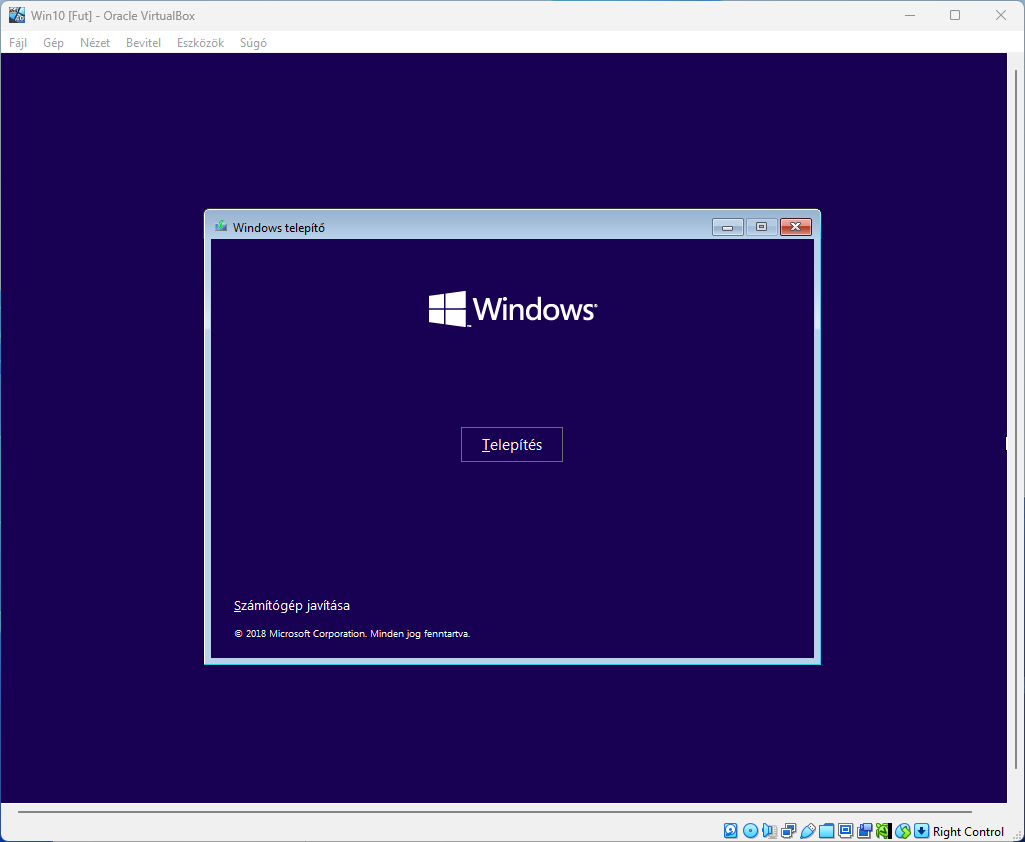 Win10 [Fut] - Oracle VirtualBox
Fájl Gép Nézet Bevitel Eszközök Súgó
Windows telepítő
Windows
Telepítés
Számítógép javítása
© 2018 Microsoft Corporation. Minden jog fenntartva.
Right Control